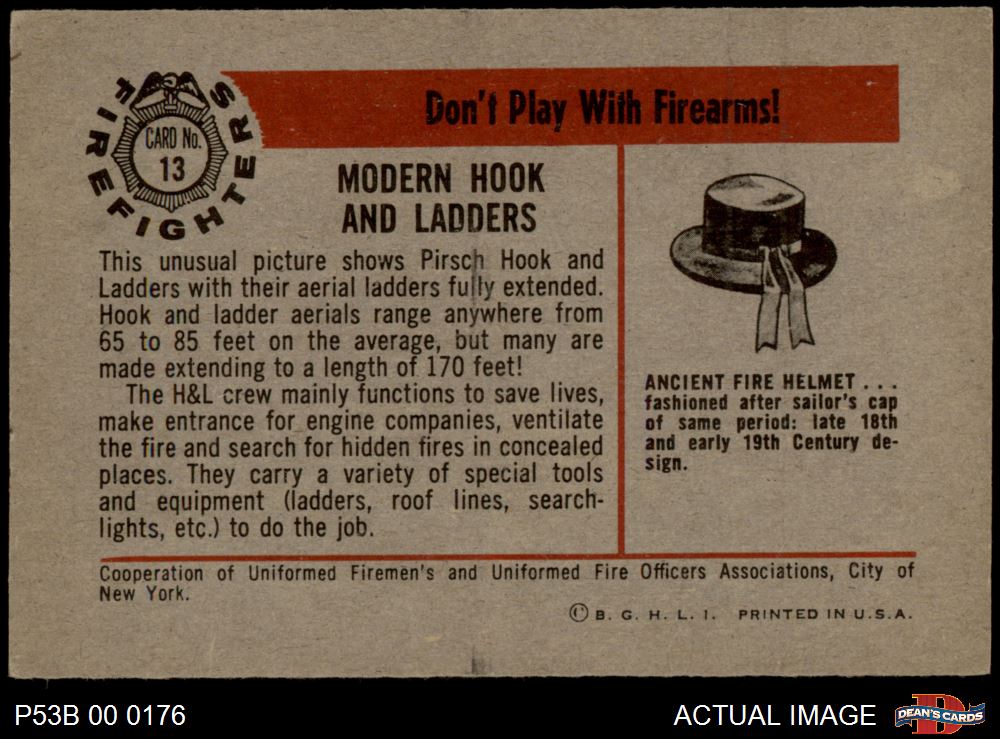 FIREFIGHTERS
CARD No.
13
Don't Play With Firearms!
MODERN HOOK
AND LADDERS
This unusual picture shows Pirsch Hook and
Ladders with their aerial ladders fully extended.
Hook and ladder aerials range anywhere from
65 to 85 feet on the average, but many are
made extending to a length of 170 feet!
The H&L crew mainly functions to save lives,
make entrance for engine companies, ventilate
the fire and search for hidden fires in concealed
places. They carry a variety of special tools
and equipment (ladders, roof lines, search-
lights, etc.) to do the job.
ANCIENT FIRE HELMET . . .
fashioned after sailor's cap
of same period: late 18th
and early 19th Century de-
sign.
Cooperation of Uniformed Firemen's and Uniformed Fire Officers Associations, City of
New York.
© B. G. H. L. I. PRINTED IN U.S.A.
P53B 00 0176
ACTUAL IMAGE
D
DEAN'S CARDS